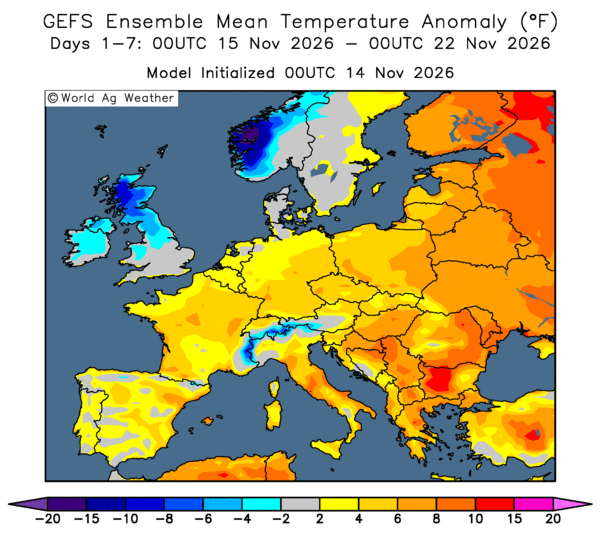 GEFS Ensemble Mean Temperature Anomaly (°F)
Days 1–7: 00UTC 15 Nov 2026 – 00UTC 22 Nov 2026
Model Initialized 00UTC 14 Nov 2026
© World Ag Weather
−20 −15 −10 −8 −6 −4 −2 2 4 6 8 10 15 20